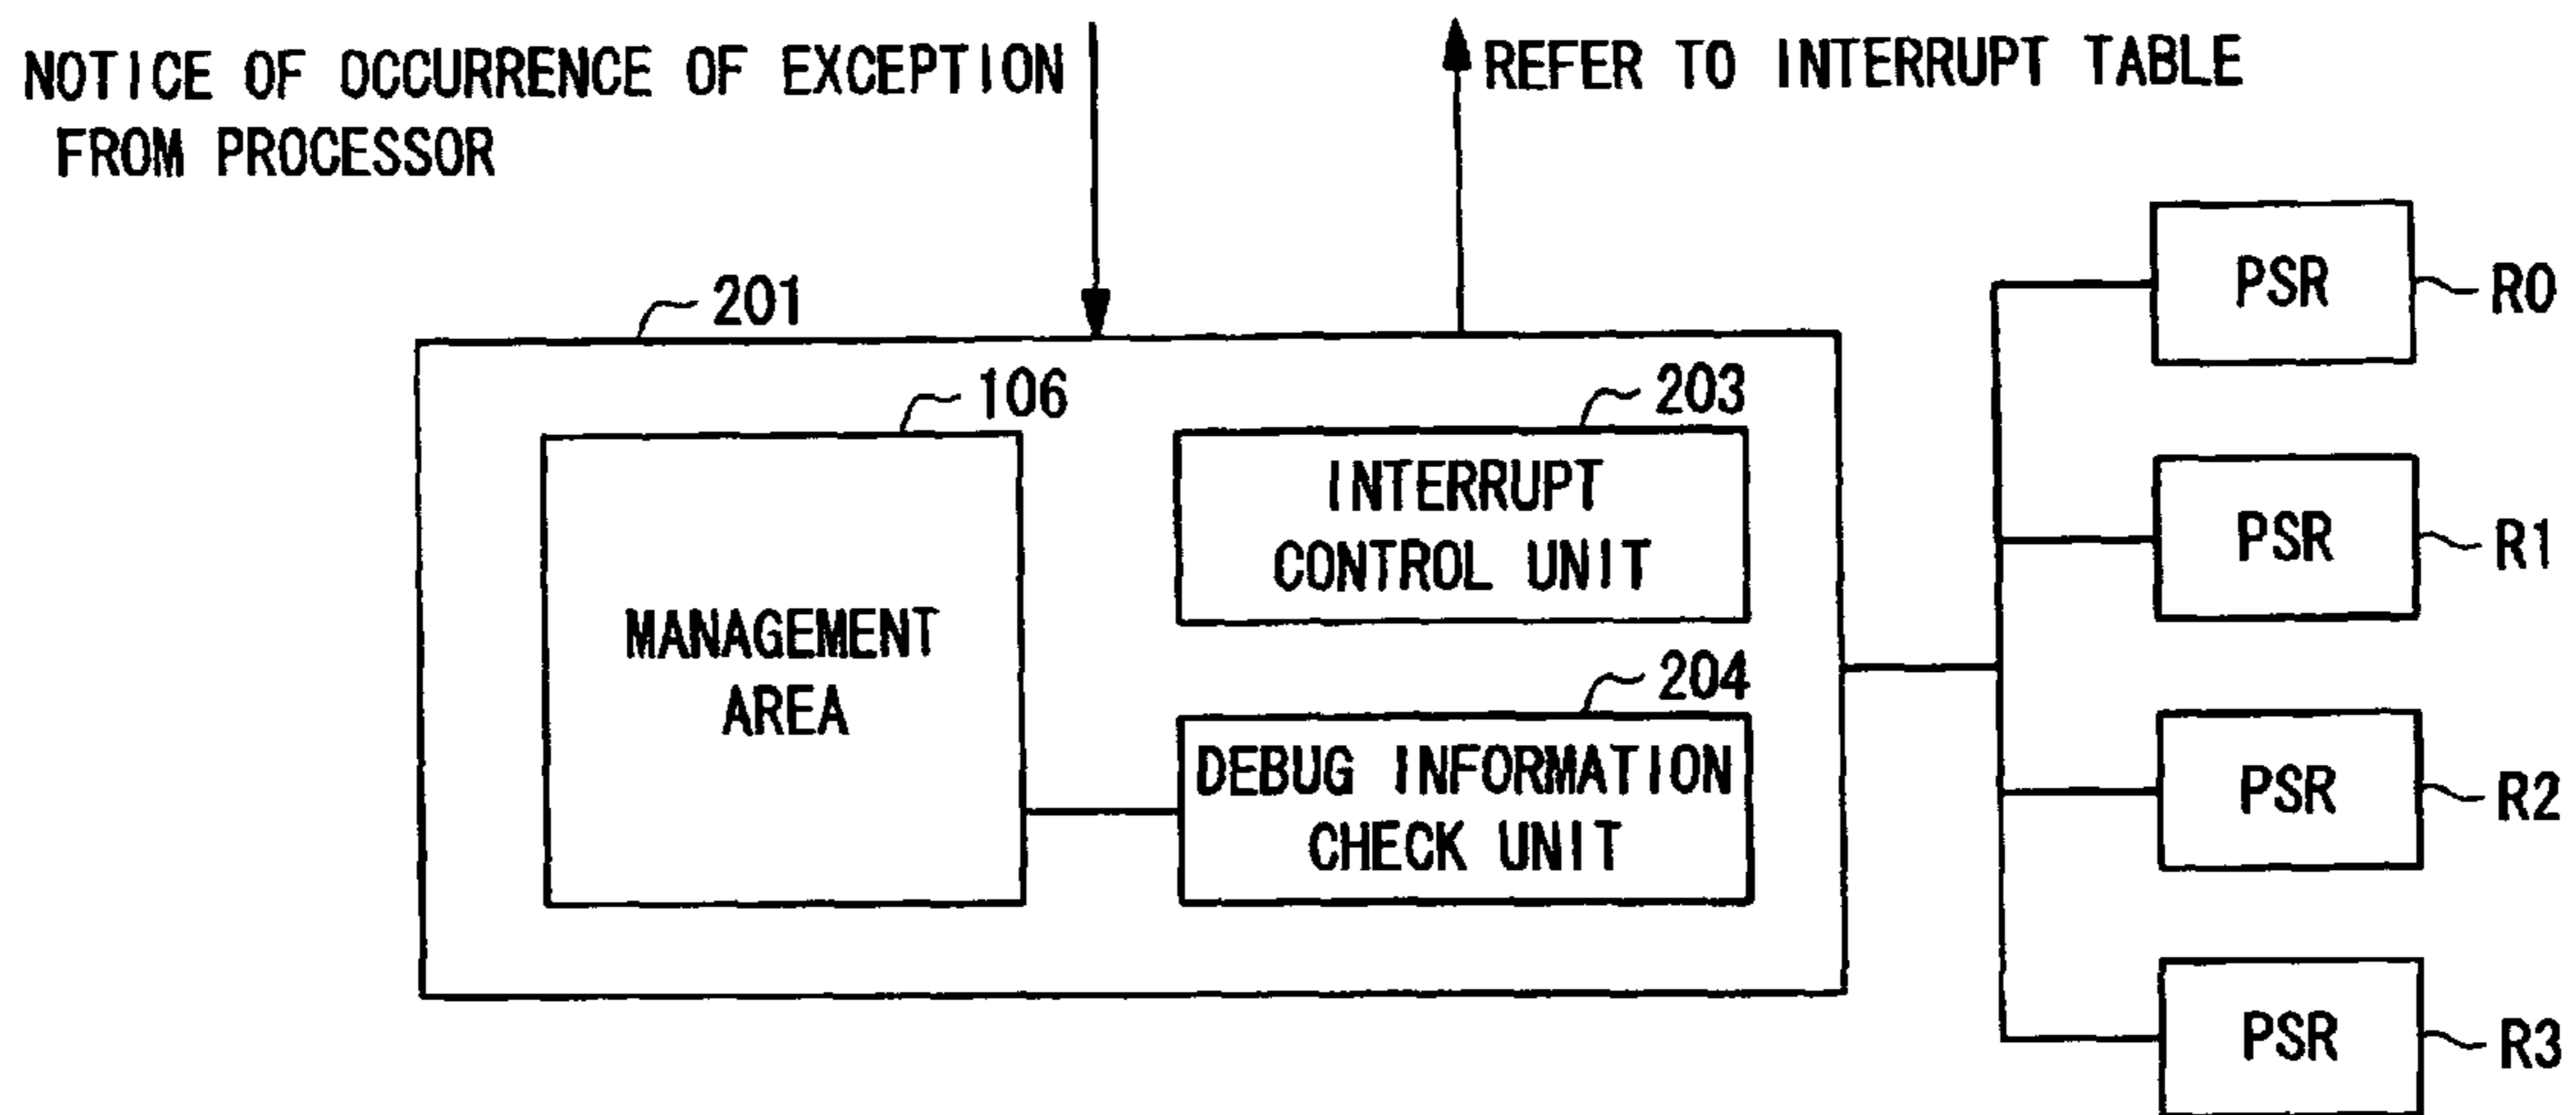 NOTICE OF OCCURRENCE OF EXCEPTION
FROM PROCESSOR
REFER TO INTERRUPT TABLE
201
106
203
MANAGEMENT
AREA
INTERRUPT
CONTROL UNIT
204
DEBUG INFORMATION
CHECK UNIT
PSR
R0
PSR
R1
PSR
R2
PSR
R3